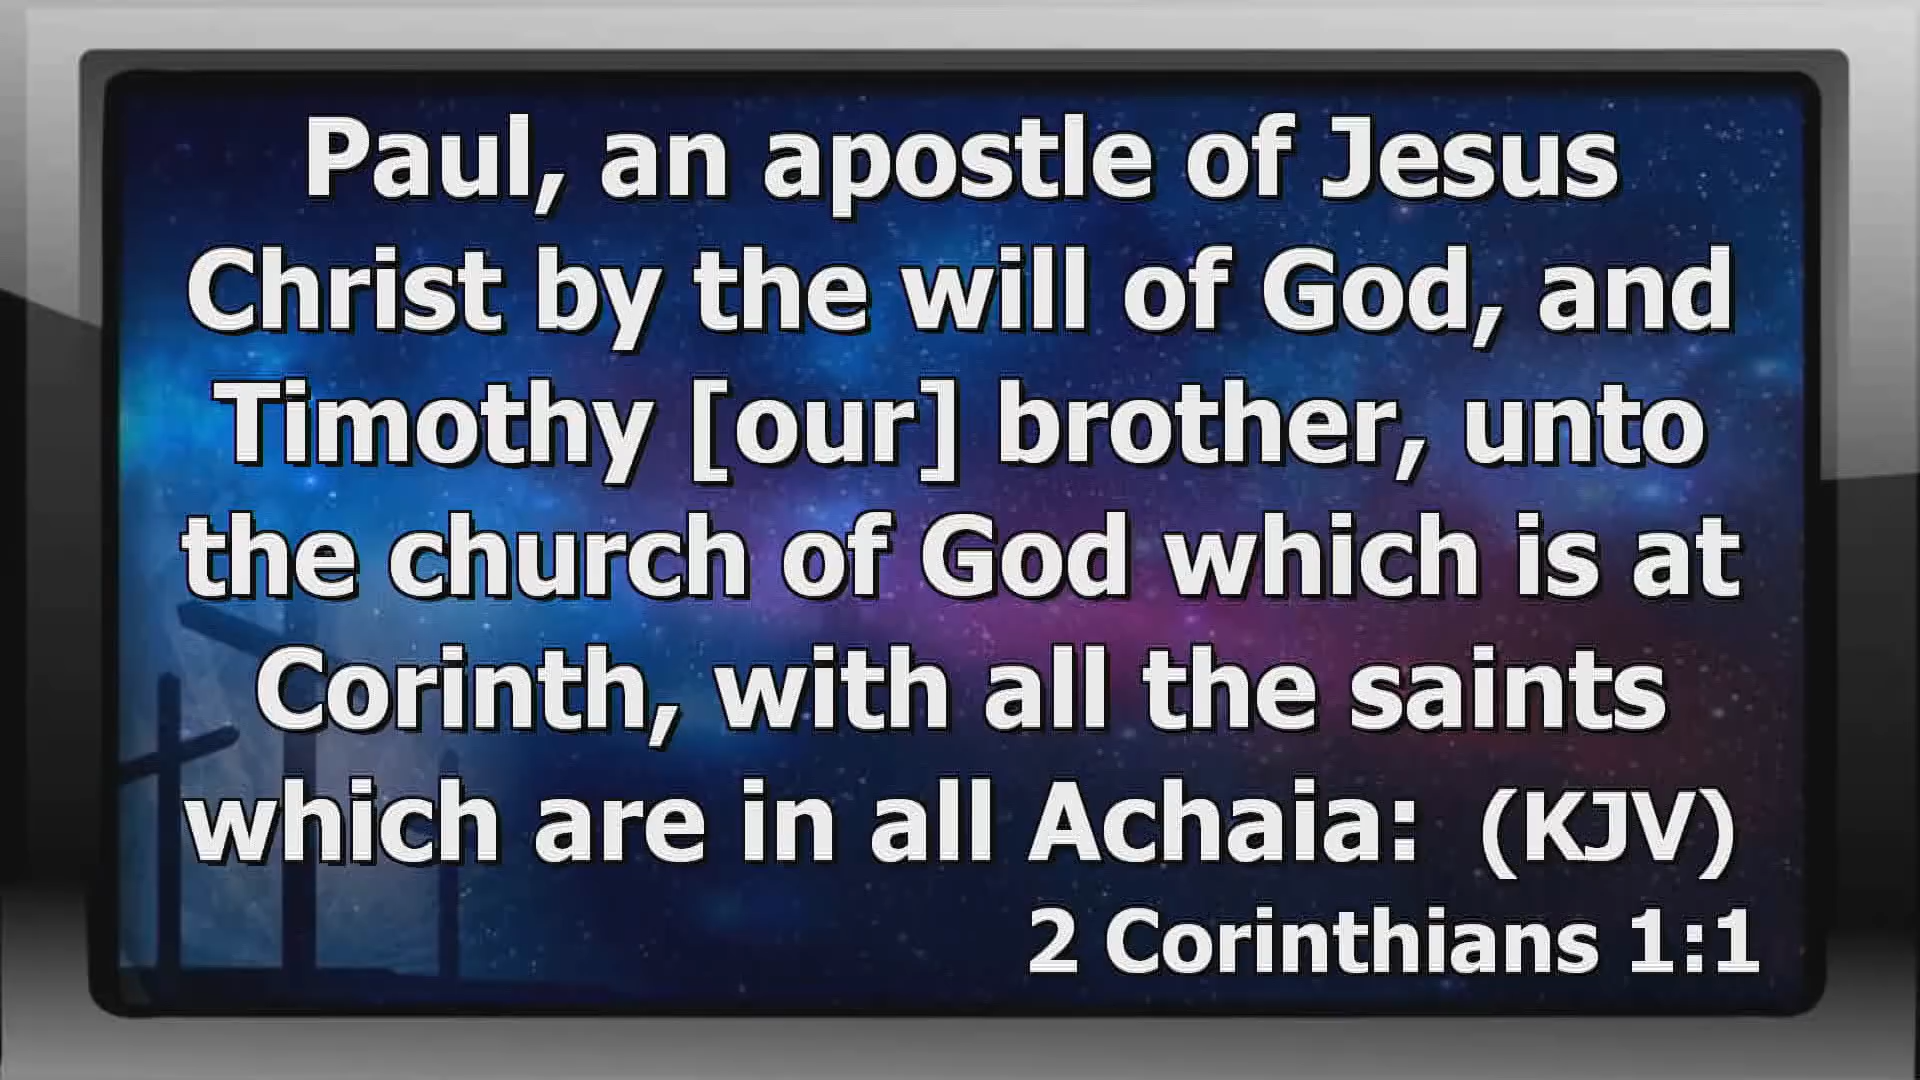 Paul, an apostle of Jesus
Christ by the will of God, and
Timothy [our] brother, unto
the church of God which is at
Corinth, with all the saints
which are in all Achaia:  (KJV)
2 Corinthians 1:1